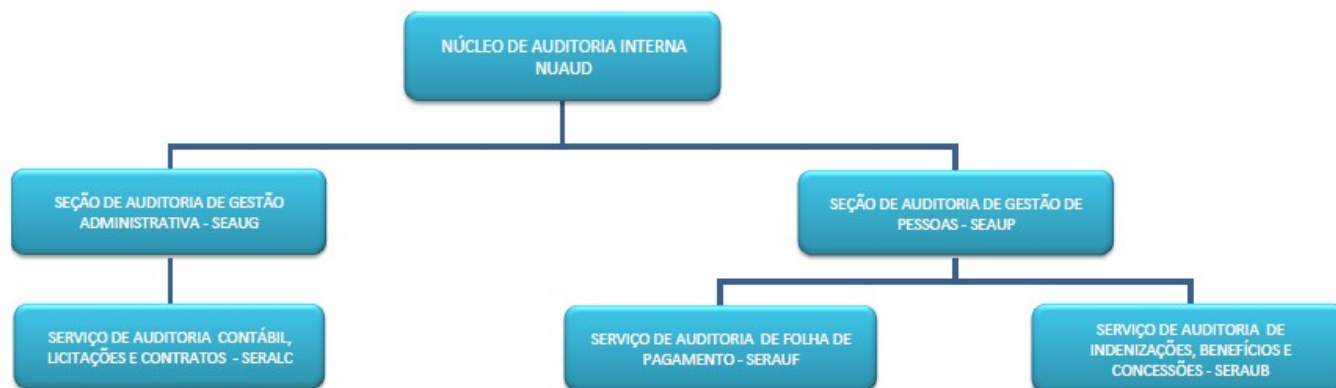 NÚCLEO DE AUDITORIA INTERNA
NUAUD
SEÇÃO DE AUDITORIA DE GESTÃO
ADMINISTRATIVA - SEAUG
SEÇÃO DE AUDITORIA DE GESTÃO DE
PESSOAS - SEAUP
SERVIÇO DE AUDITORIA CONTÁBIL,
LICITAÇÕES E CONTRATOS - SERALC
SERVIÇO DE AUDITORIA DE FOLHA DE
PAGAMENTO - SERAUF
SERVIÇO DE AUDITORIA DE
INDENIZAÇÕES, BENEFÍCIOS E
CONCESSÕES - SERAUB